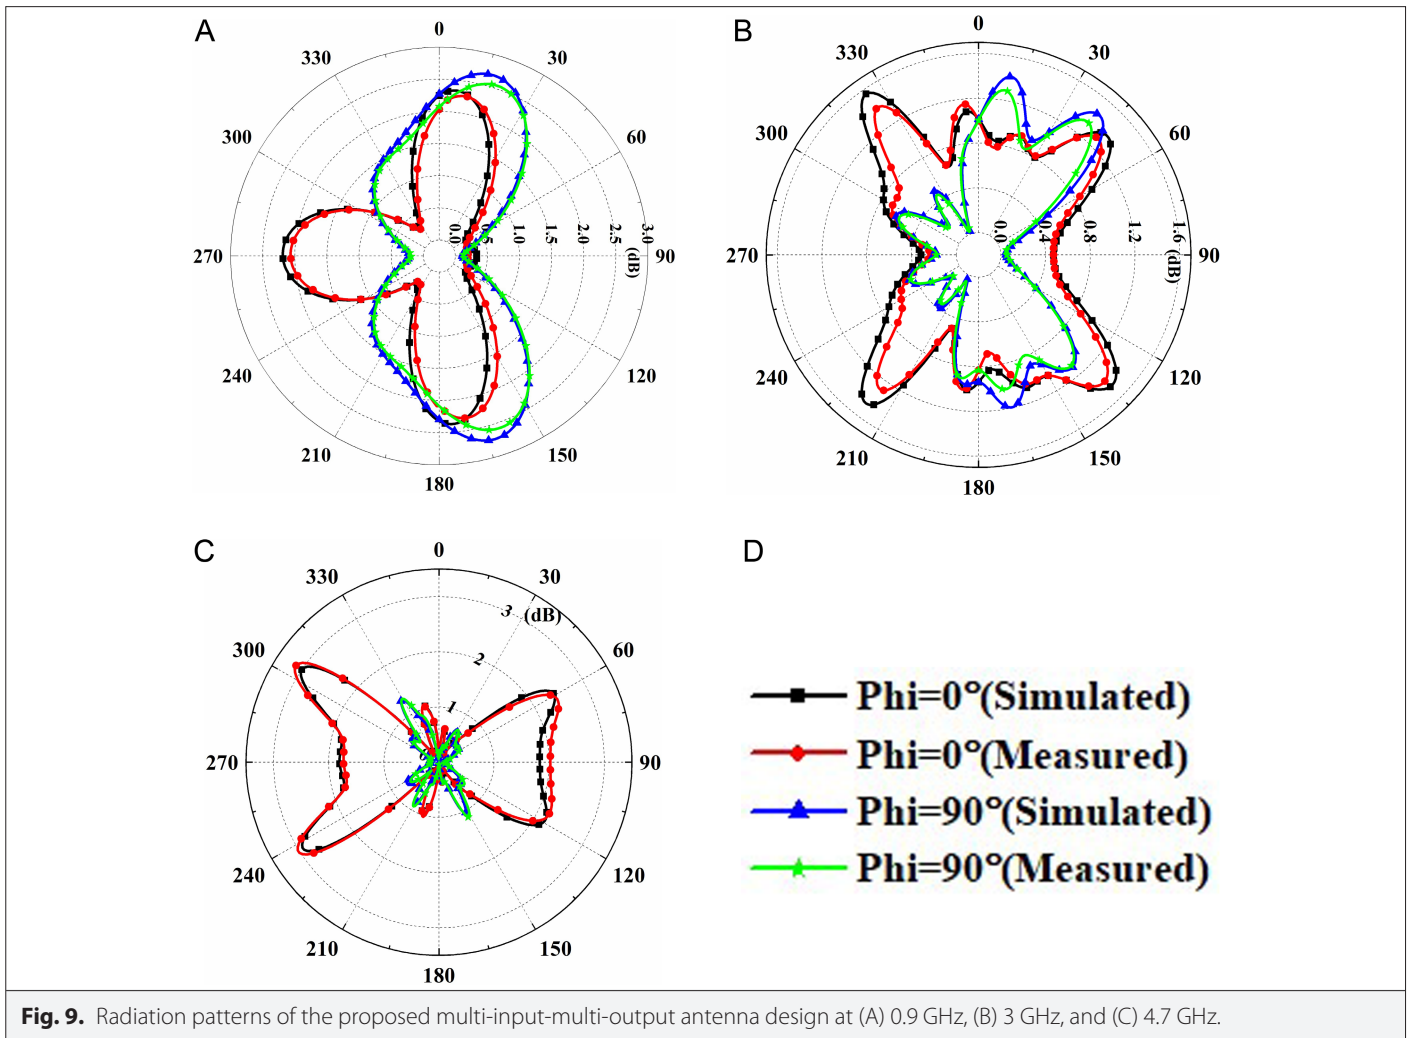 A
0
30
60
90
120
150
180
210
240
270
300
330
0.0 0.5 1.0 1.5 2.0 2.5 3.0
(dB)
B
0
30
60
90
120
150
180
210
240
270
300
330
0.0 0.4 0.8 1.2 1.6
(dB)
C
0
30
60
90
120
150
180
210
240
270
300
330
1
2
3 (dB)
D
Phi=0°(Simulated)
Phi=0°(Measured)
Phi=90°(Simulated)
Phi=90°(Measured)
Fig. 9. Radiation patterns of the proposed multi-input-multi-output antenna design at (A) 0.9 GHz, (B) 3 GHz, and (C) 4.7 GHz.